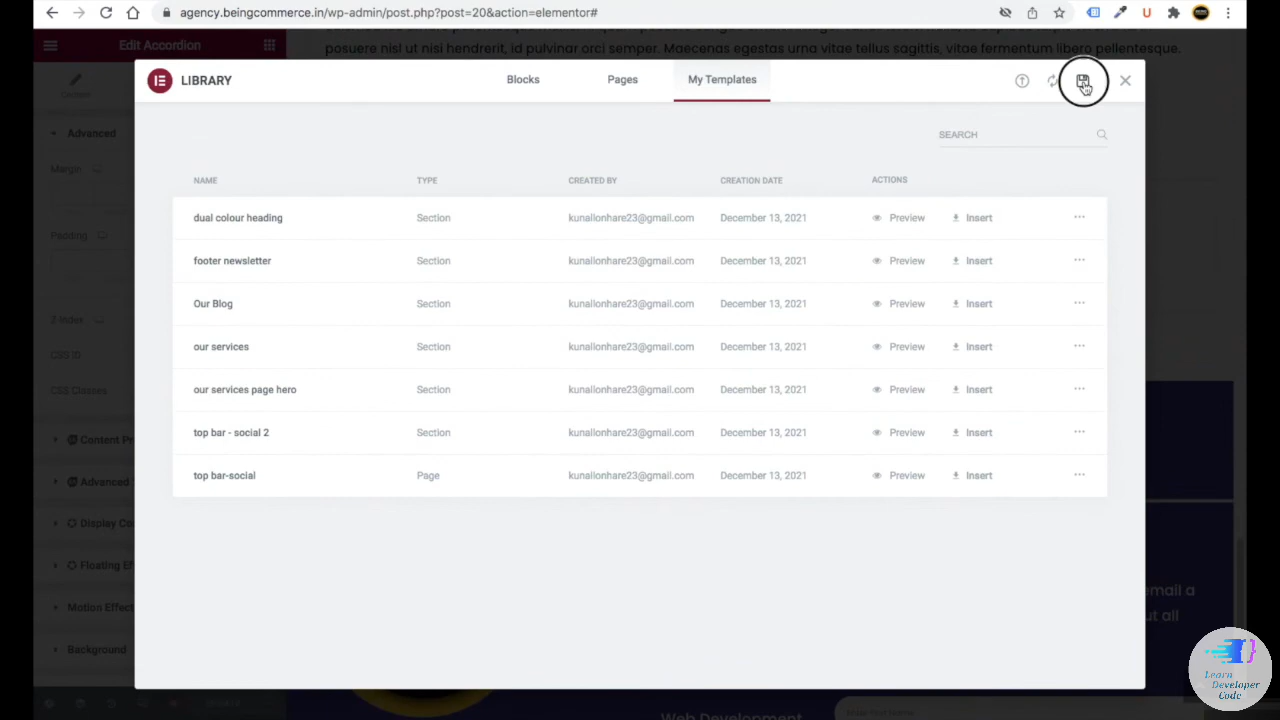 agency.beingcommerce.in/wp-admin/post.php?post=20&action=elementor#
Edit Accordion
posuere nisl nisi hendrerit, id pulvinar orci semper. Maecenas egestas urna vitae tellus sagittis, vitae fermentum libero pellentesque.
LIBRARY
Blocks
Pages
My Templates
Advanced
Margin
Padding
Z-Index
CSS ID
CSS Classes
Content Pr
Advanced
Display Co
Floating Ef
Motion Effect
Background
SEARCH
NAME TYPE CREATED BY CREATION DATE ACTIONS
dual colour heading Section kunallonhare23@gmail.com December 13, 2021 Preview Insert
footer newsletter Section kunallonhare23@gmail.com December 13, 2021 Preview Insert
Our Blog Section kunallonhare23@gmail.com December 13, 2021 Preview Insert
our services Section kunallonhare23@gmail.com December 13, 2021 Preview Insert
our services page hero Section kunallonhare23@gmail.com December 13, 2021 Preview Insert
top bar - social 2 Section kunallonhare23@gmail.com December 13, 2021 Preview Insert
top bar-social Page kunallonhare23@gmail.com December 13, 2021 Preview Insert
email a
ut all
Web Development
Learn
Developer
Code